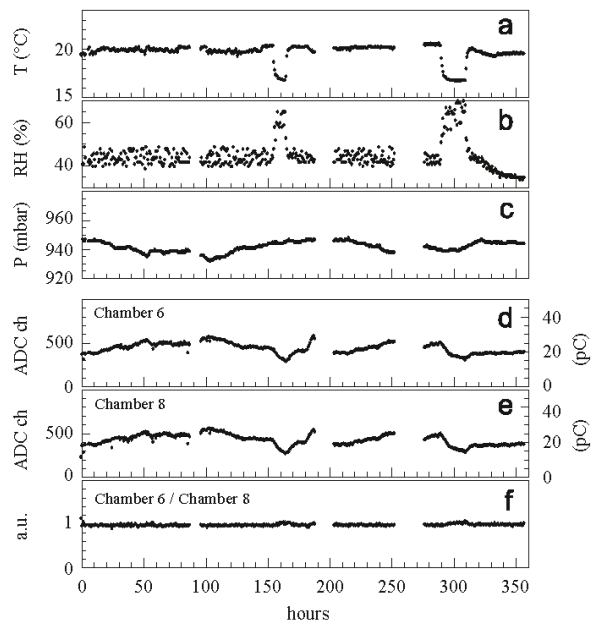 a
T (°C)
20
15
b
RH (%)
60
40
c
P (mbar)
960
940
920
Chamber 6
d
ADC ch
500
0
40
20
0
(pC)
Chamber 8
e
ADC ch
500
0
40
20
0
(pC)
Chamber 6 / Chamber 8
f
a.u.
1
0
0 50 100 150 200 250 300 350
hours